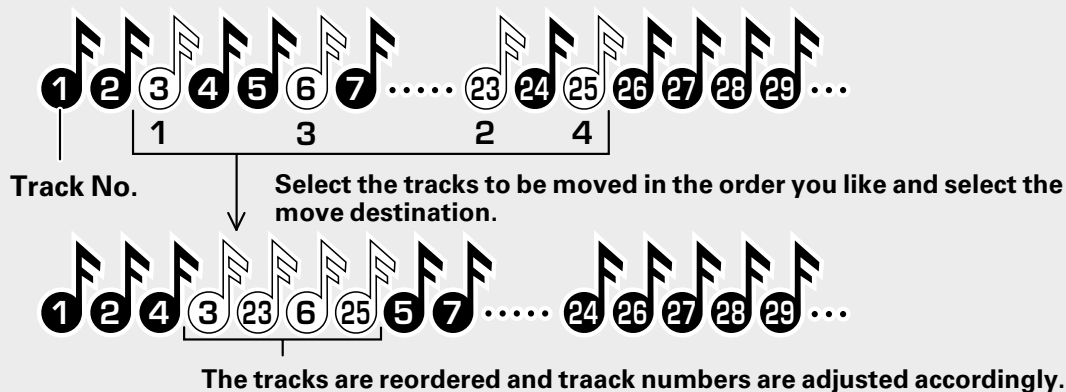 1 2 3 4 5 6 7 ····· 23 24 25 26 27 28 29 ···
1 3 2 4
Track No.
Select the tracks to be moved in the order you like and select the
move destination.
1 2 4 3 23 6 25 5 7 ····· 24 26 27 28 29 ···
The tracks are reordered and traack numbers are adjusted accordingly.